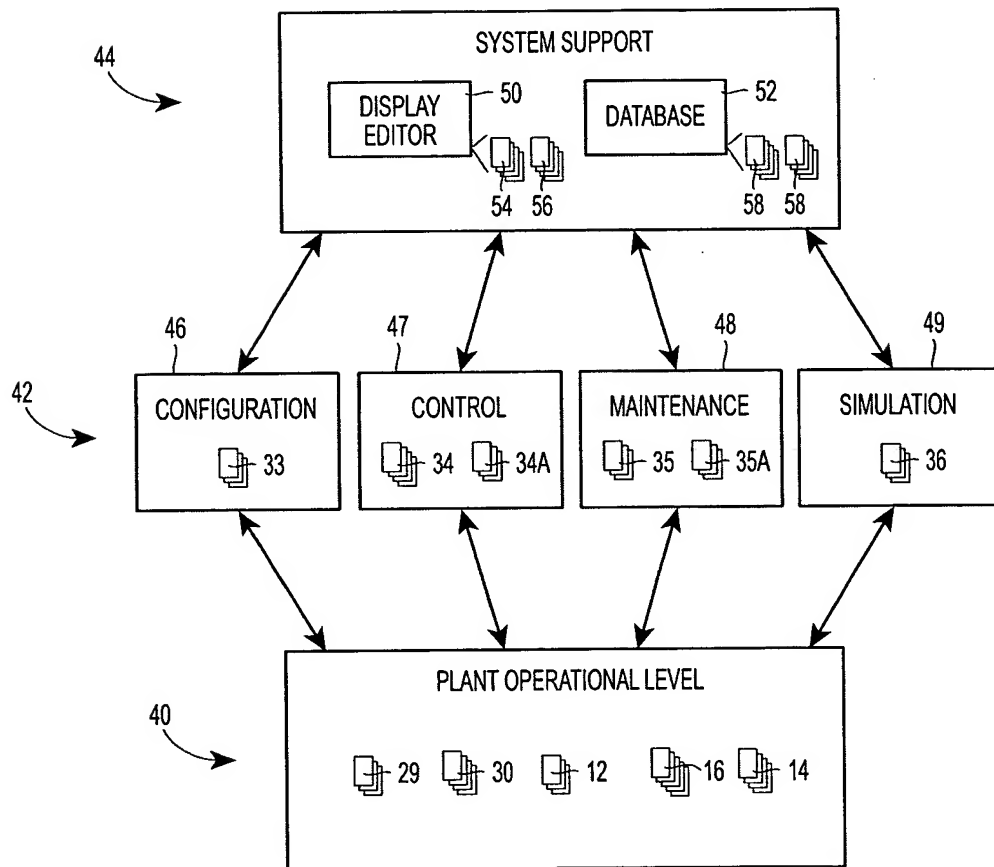 SYSTEM SUPPORT
44
50
52
DISPLAY
EDITOR
DATABASE
54
56
58
58
46
47
48
49
42
CONFIGURATION
CONTROL
MAINTENANCE
SIMULATION
33
34
34A
35
35A
36
PLANT OPERATIONAL LEVEL
40
29
30
12
16
14